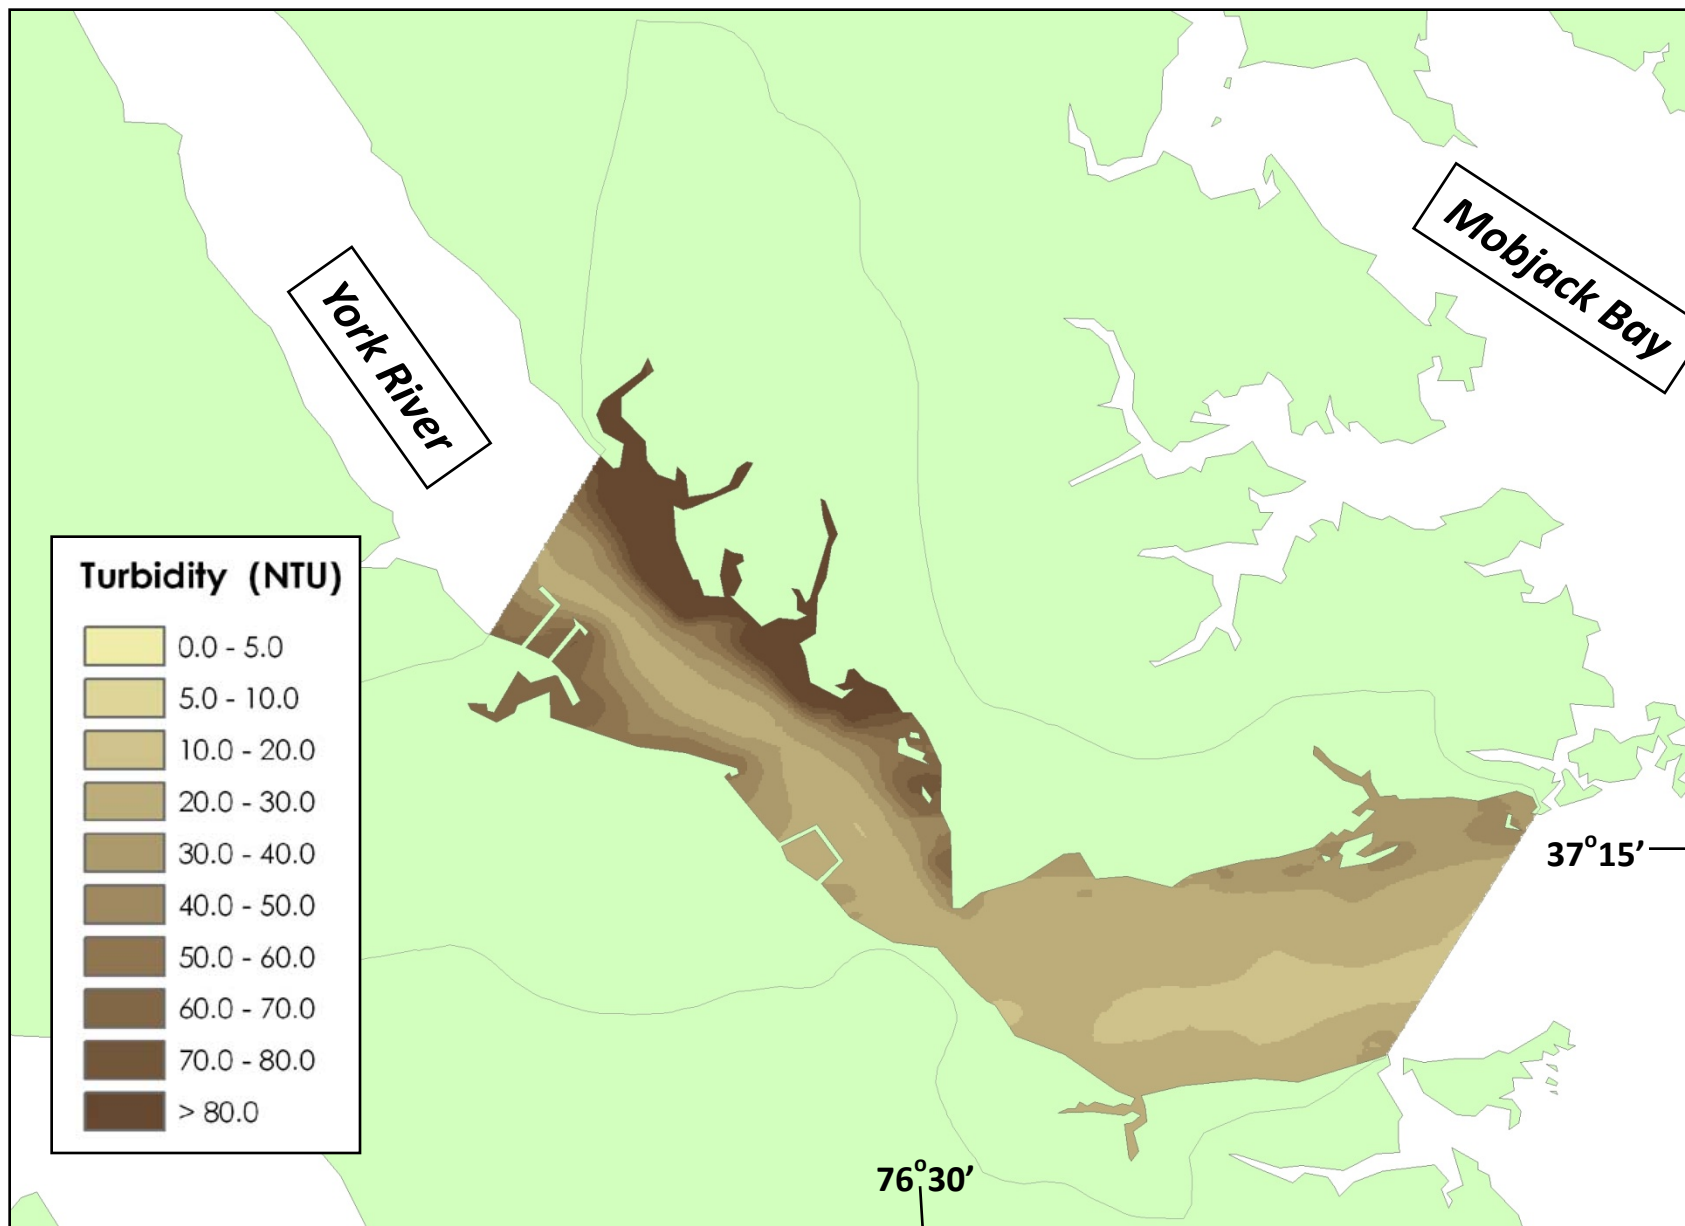 Mobjack Bay
York River
Turbidity (NTU)
0.0 - 5.0
5.0 - 10.0
10.0 - 20.0
20.0 - 30.0
30.0 - 40.0
40.0 - 50.0
50.0 - 60.0
60.0 - 70.0
70.0 - 80.0
> 80.0
37°15’
76°30’